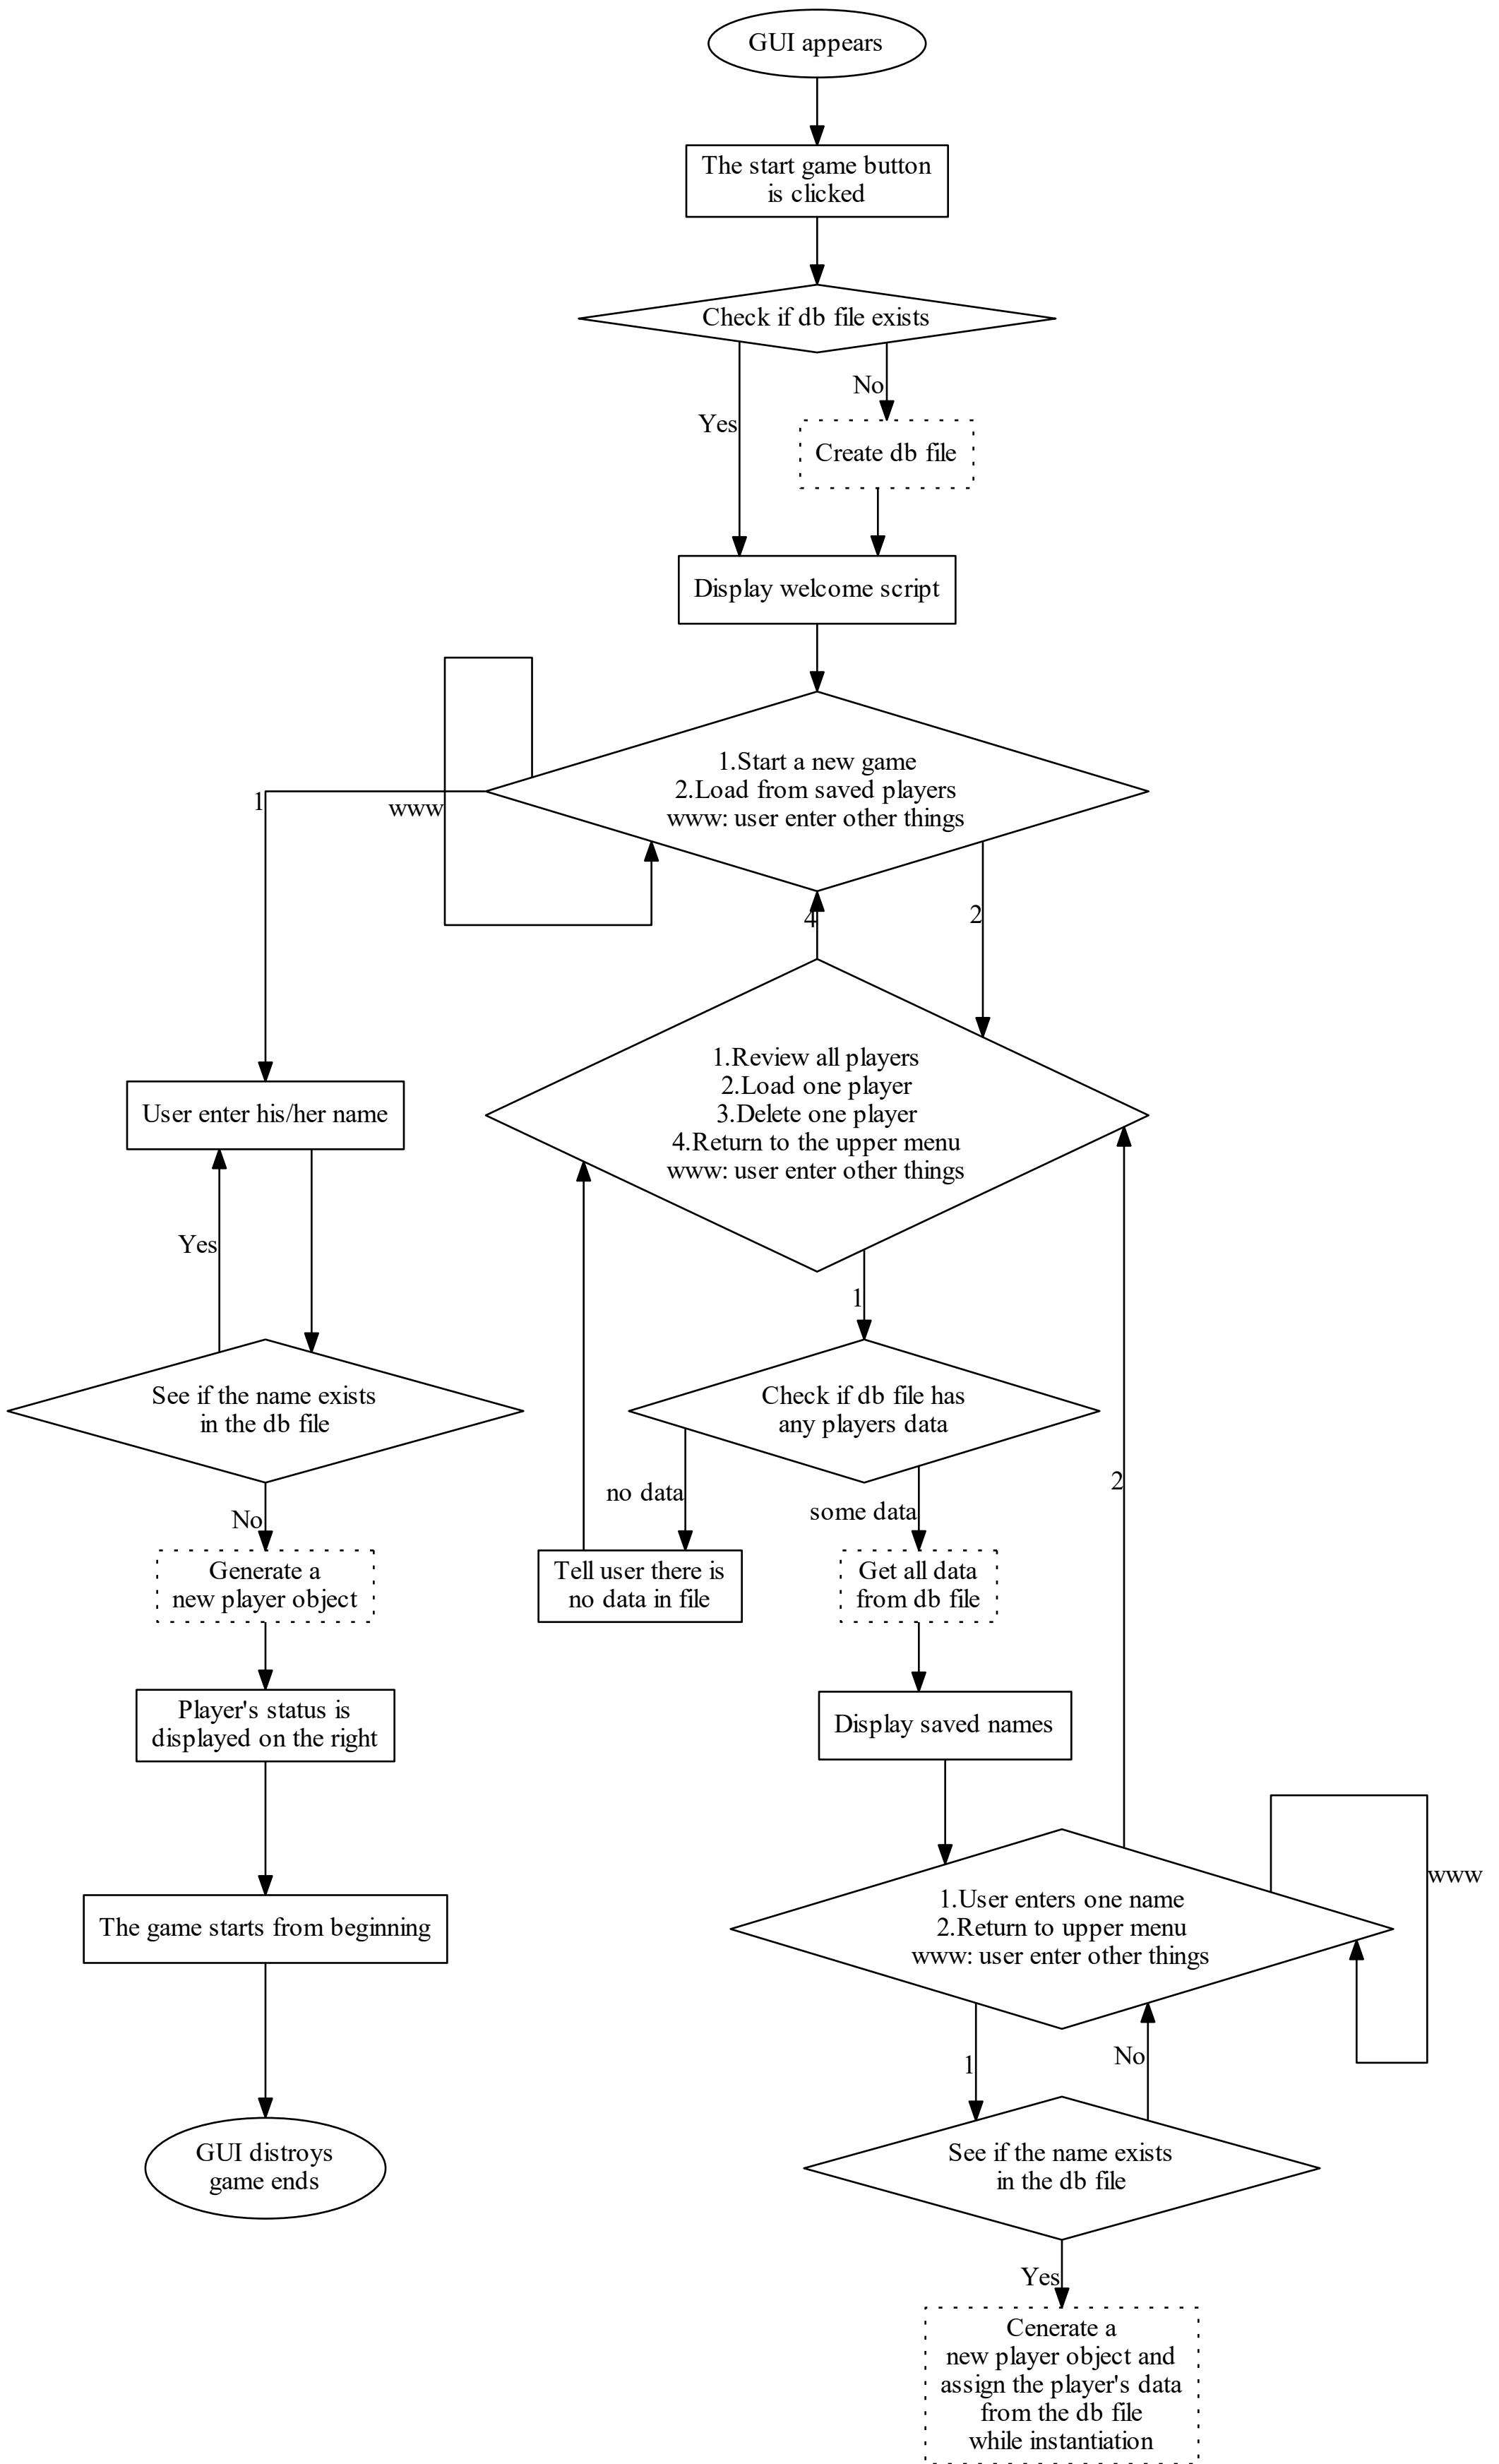 GUI appears
The start game button
is clicked
Check if db file exists
No
Yes
Create db file
Display welcome script
1.Start a new game
2.Load from saved players
www: user enter other things
1
www
4
2
1.Review all players
2.Load one player
3.Delete one player
4.Return to the upper menu
www: user enter other things
User enter his/her name
Yes
1
See if the name exists
in the db file
Check if db file has
any players data
2
no data
some data
No
Generate a
new player object
Tell user there is
no data in file
Get all data
from db file
Player's status is
displayed on the right
Display saved names
www
1.User enters one name
2.Return to upper menu
www: user enter other things
The game starts from beginning
1
No
GUI distroys
game ends
See if the name exists
in the db file
Yes
Cenerate a
new player object and
assign the player's data
from the db file
while instantiation